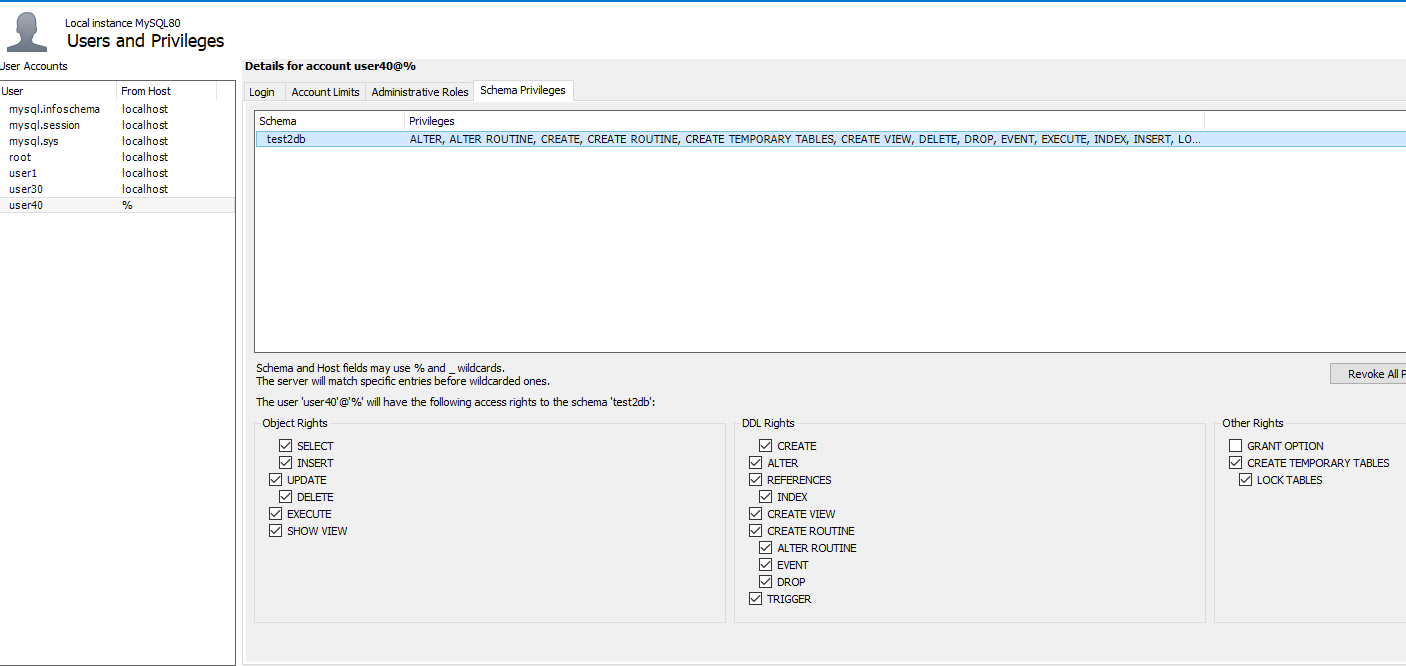 Local instance MySQL80
Users and Privileges
User Accounts
User From Host
mysql.infoschema localhost
mysql.session localhost
mysql.sys localhost
root localhost
user1 localhost
user30 localhost
user40 %
Details for account user40@%
Login Account Limits Administrative Roles Schema Privileges
Schema Privileges
test2db ALTER, ALTER ROUTINE, CREATE, CREATE ROUTINE, CREATE TEMPORARY TABLES, CREATE VIEW, DELETE, DROP, EVENT, EXECUTE, INDEX, INSERT, LO...
Schema and Host fields may use % and _ wildcards.
The server will match specific entries before wildcarded ones.
Revoke All P
The user 'user40'@'%' will have the following access rights to the schema 'test2db':
Object Rights
SELECT
INSERT
UPDATE
DELETE
EXECUTE
SHOW VIEW
DDL Rights
CREATE
ALTER
REFERENCES
INDEX
CREATE VIEW
CREATE ROUTINE
ALTER ROUTINE
EVENT
DROP
TRIGGER
Other Rights
GRANT OPTION
CREATE TEMPORARY TABLES
LOCK TABLES